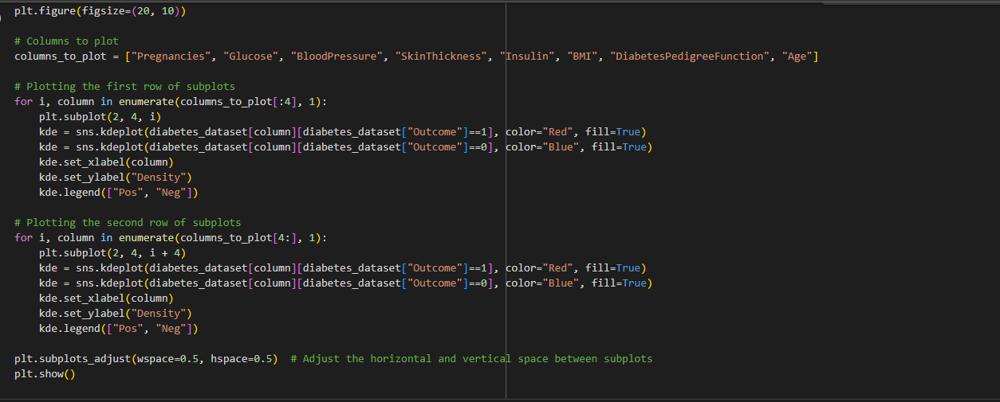 plt.figure(figsize=(20, 10))
# Columns to plot
columns_to_plot = ["Pregnancies", "Glucose", "BloodPressure", "SkinThickness", "Insulin", "BMI", "DiabetesPedigreeFunction", "Age"]
# Plotting the first row of subplots
for i, column in enumerate(columns_to_plot[:4], 1):
    plt.subplot(2, 4, i)
    kde = sns.kdeplot(diabetes_dataset[column][diabetes_dataset["Outcome"]==1], color="Red", fill=True)
    kde = sns.kdeplot(diabetes_dataset[column][diabetes_dataset["Outcome"]==0], color="Blue", fill=True)
    kde.set_xlabel(column)
    kde.set_ylabel("Density")
    kde.legend(["Pos", "Neg"])
# Plotting the second row of subplots
for i, column in enumerate(columns_to_plot[4:], 1):
    plt.subplot(2, 4, i + 4)
    kde = sns.kdeplot(diabetes_dataset[column][diabetes_dataset["Outcome"]==1], color="Red", fill=True)
    kde = sns.kdeplot(diabetes_dataset[column][diabetes_dataset["Outcome"]==0], color="Blue", fill=True)
    kde.set_xlabel(column)
    kde.set_ylabel("Density")
    kde.legend(["Pos", "Neg"])
plt.subplots_adjust(wspace=0.5, hspace=0.5)  # Adjust the horizontal and vertical space between subplots
plt.show()